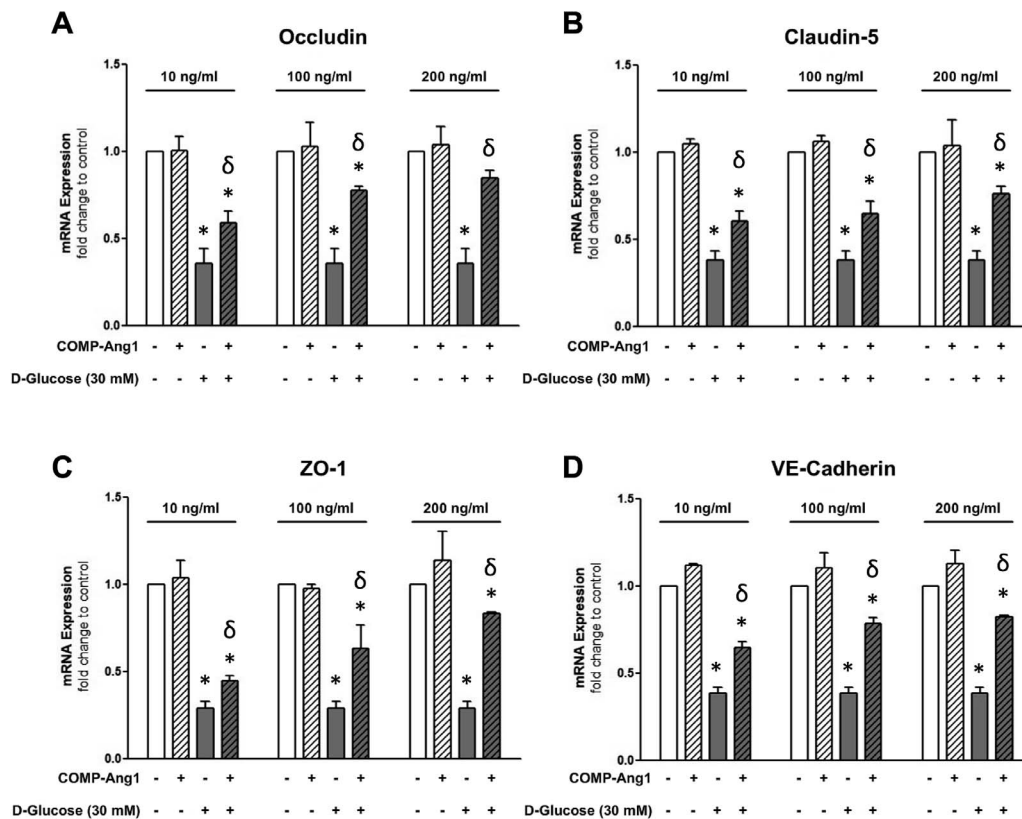 A
Occludin
10 ng/ml 100 ng/ml 200 ng/ml
1.5
1.0
0.5
0.0
mRNA Expression
fold change to control
δ δ δ
* * * * *
COMP-Ang1 - + - + - + - + - + - +
D-Glucose (30 mM) - - + + - - + + - - + +
B
Claudin-5
10 ng/ml 100 ng/ml 200 ng/ml
1.5
1.0
0.5
0.0
mRNA Expression
fold change to control
δ δ δ
* * * * * *
COMP-Ang1 - + - + - + - + - + - +
D-Glucose (30 mM) - - + + - - + + - - + +
C
ZO-1
10 ng/ml 100 ng/ml 200 ng/ml
1.5
1.0
0.5
0.0
mRNA Expression
fold change to control
δ δ δ
* * * * * *
COMP-Ang1 - + - + - + - + - + - +
D-Glucose (30 mM) - - + + - - + + - - + +
D
VE-Cadherin
10 ng/ml 100 ng/ml 200 ng/ml
1.5
1.0
0.5
0.0
mRNA Expression
fold change to control
δ δ δ
* * * * * *
COMP-Ang1 - + - + - + - + - + - +
D-Glucose (30 mM) - - + + - - + + - - + +